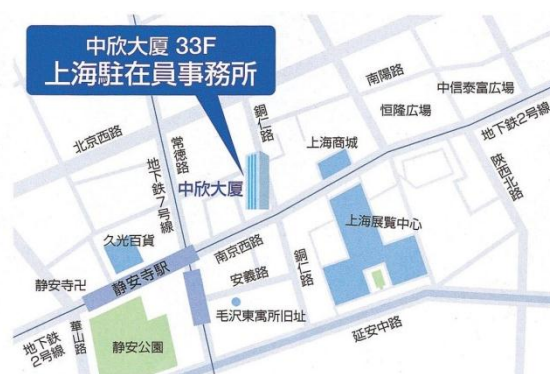 中欣大厦 33F
上海駐在員事務所
南陽路
中信泰富広場
恒隆広場
銅仁路
地下鉄2号線
北京西路
常徳路
上海商城
陝西北路
地下鉄7号線
中欣大厦
上海展覧中心
久光百貨
南京西路
静安寺駅
安義路
銅仁路
静安寺卍
毛沢東寓所旧址
延安中路
地下鉄
2号線
華山路
静安公園